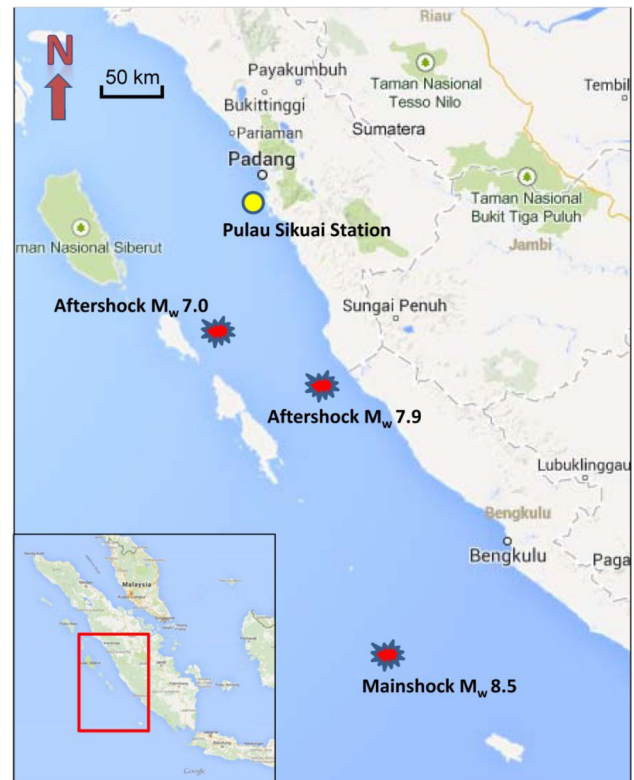 Riau
N
50 km
Payakumbuh
Taman Nasional
Tesso Nilo
Tembil
Bukittinggi
Pariaman
Sumatera
Padang
Taman Nasional
Bukit Tiga Puluh
Pulau Sikuai Station
man Nasional Siberut
Jambi
Aftershock Mw 7.0
Sungai Penuh
Aftershock Mw 7.9
Lubuklinggau
Bengkulu
Bengkulu
Paga
Malaysia
Mainshock Mw 8.5
Google